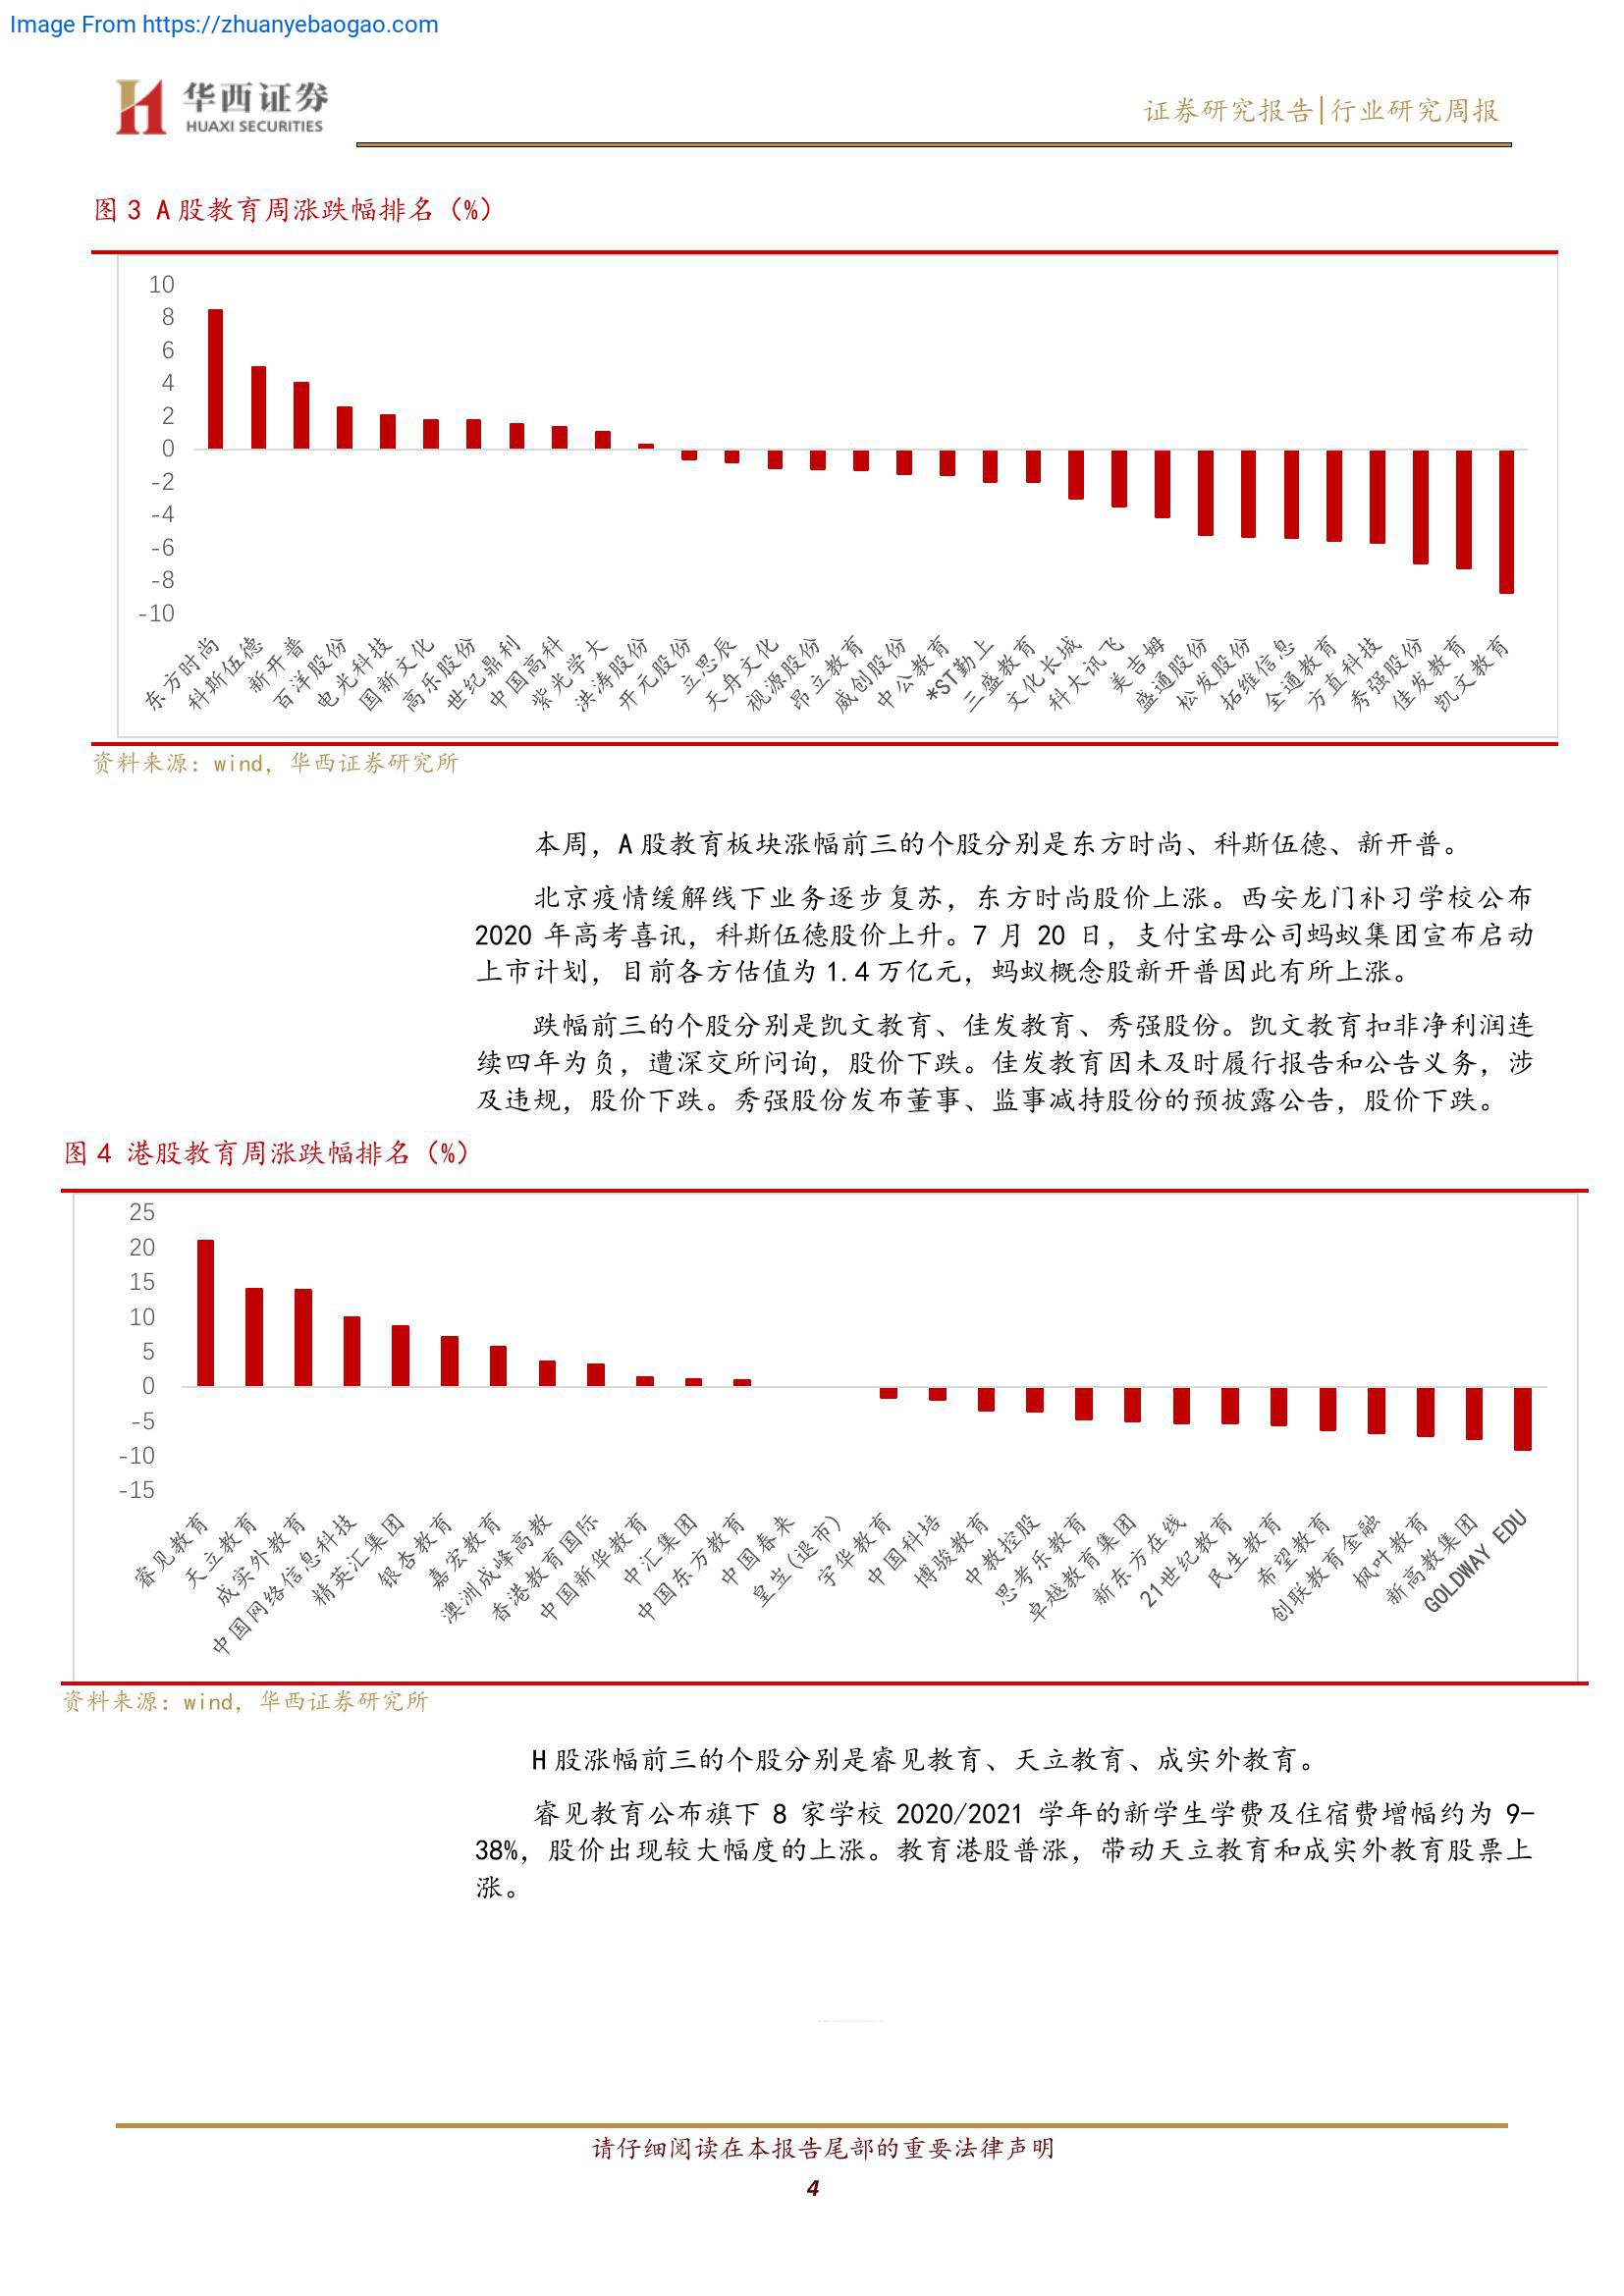 Image From https://zhuanyebaogao.com
华西证券
HUAXI SECURITIES
证券研究报告|行业研究周报
图 3 A 股教育周涨跌幅排名（%）
10
8
6
4
2
0
-2
-4
-6
-8
-10
东方时尚
科斯伍德
新开普
百洋股份
电光科技
国新文化
高乐股份
世纪鼎利
中国高科
紫光学大
洪涛股份
开元股份
立思辰
天舟文化
视源股份
昂立教育
威创股份
中公教育
*ST勤上
三盛教育
文化长城
科大讯飞
美吉姆
盛通股份
松发股份
拓维信息
全通教育
方直科技
秀强股份
佳发教育
凯文教育
资料来源：wind，华西证券研究所
本周，A 股教育板块涨幅前三的个股分别是东方时尚、科斯伍德、新开普。
北京疫情缓解线下业务逐步复苏，东方时尚股价上涨。西安龙门补习学校公布
2020 年高考喜讯，科斯伍德股价上升。7 月 20 日，支付宝母公司蚂蚁集团宣布启动
上市计划，目前各方估值为 1.4 万亿元，蚂蚁概念股新开普因此有所上涨。
跌幅前三的个股分别是凯文教育、佳发教育、秀强股份。凯文教育扣非净利润连
续四年为负，遭深交所问询，股价下跌。佳发教育因未及时履行报告和公告义务，涉
及违规，股价下跌。秀强股份发布董事、监事减持股份的预披露公告，股价下跌。
图 4 港股教育周涨跌幅排名（%）
25
20
15
10
5
0
-5
-10
-15
睿见教育
天立教育
成实外教育
中国网络信息科技
精英汇集团
银杏教育
嘉宏教育
澳洲成峰高教
香港教育国际
中国新华教育
中汇集团
中国东方教育
中国春来
皇岦(退市)
宇华教育
中国科培
博骏教育
中教控股
思考乐教育
卓越教育集团
新东方在线
21世纪教育
民生教育
希望教育
创联教育金融
枫叶教育
新高教集团
GOLDWAY EDU
资料来源：wind，华西证券研究所
H 股涨幅前三的个股分别是睿见教育、天立教育、成实外教育。
睿见教育公布旗下 8 家学校 2020/2021 学年的新学生学费及住宿费增幅约为 9-
38%，股价出现较大幅度的上涨。教育港股普涨，带动天立教育和成实外教育股票上
涨。
请仔细阅读在本报告尾部的重要法律声明
4